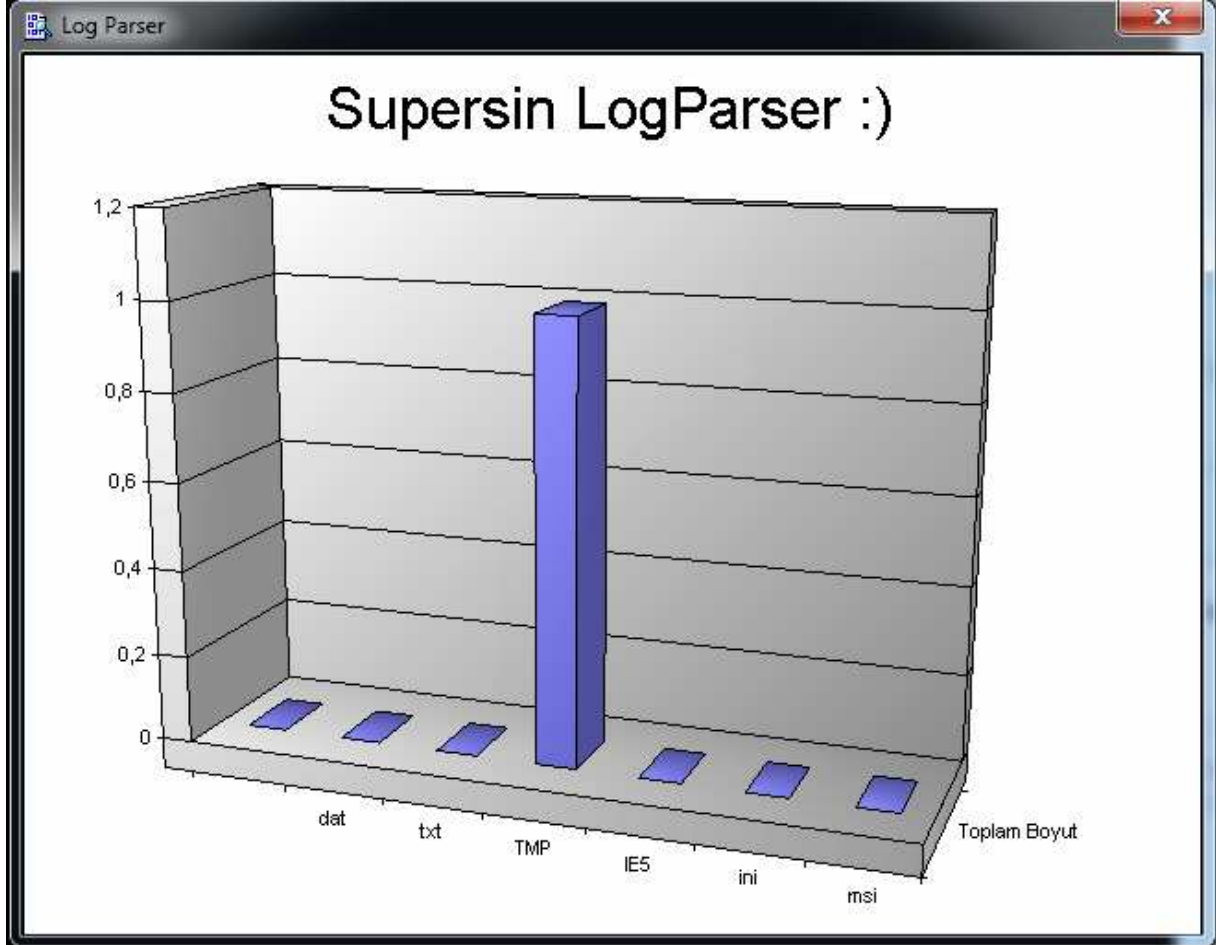 Log Parser
Supersin LogParser :)
1,2
1
0,8
0,6
0,4
0,2
0
dat
txt
TMP
IE5
ini
msi
Toplam Boyut